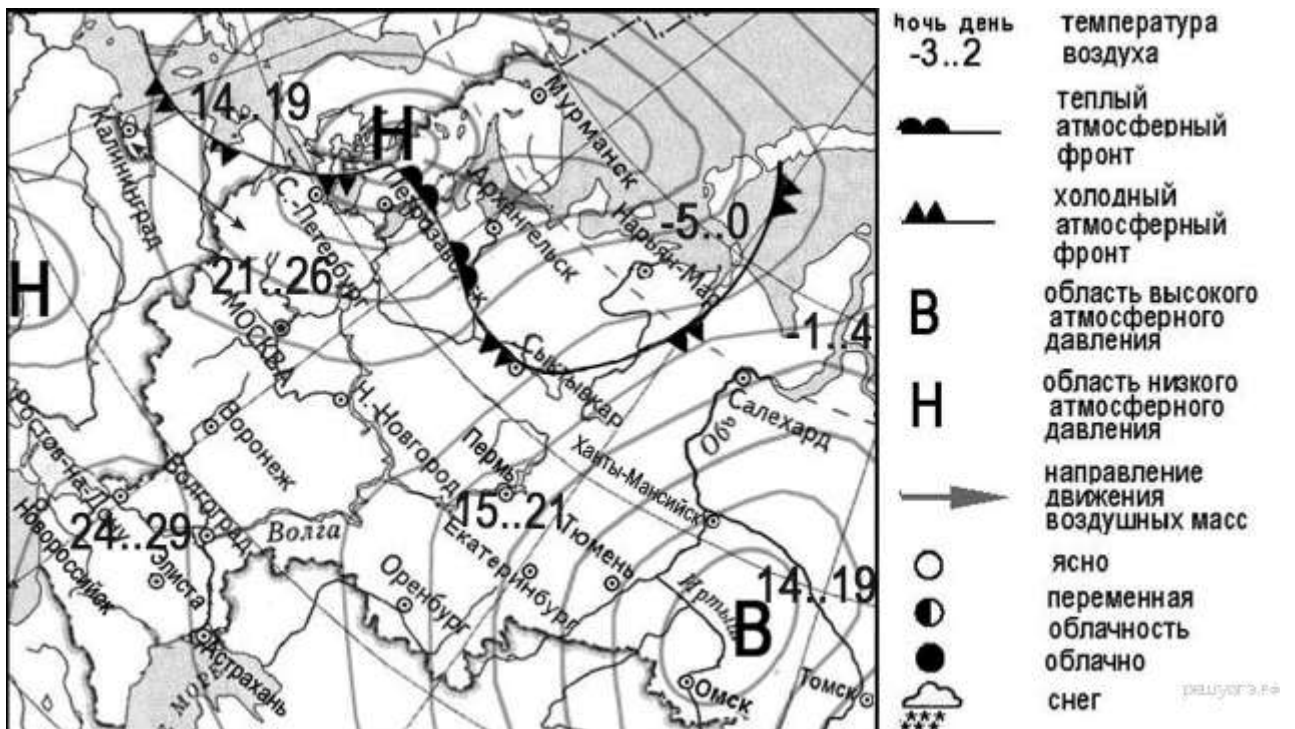 14..19
Н
Мурманск
Калининград
С.-Петербург
Петрозаводск
Архангельск
Нарьян-Мар
-5..0
21..26
Н
МОСКВА
-1..4
Сыктывкар
Салехард
Обь
Воронеж
Н.-Новгород
Пермь
Ханты-Мансийск
Ростов-на-Дону
Волгоград
15..21
Новороссийск
24..29
Волга
Екатеринбург
Тюмень
Элиста
Оренбург
Иртыш
14..19
В
Астрахань
МОРЕ
Омск
Томск
ночь день
-3..2
температура
воздуха
теплый
атмосферный
фронт
холодный
атмосферный
фронт
В
область высокого
атмосферного
давления
Н
область низкого
атмосферного
давления
направление
движения
воздушных масс
ясно
переменная
облачность
облачно
снег
решуогэ.рф